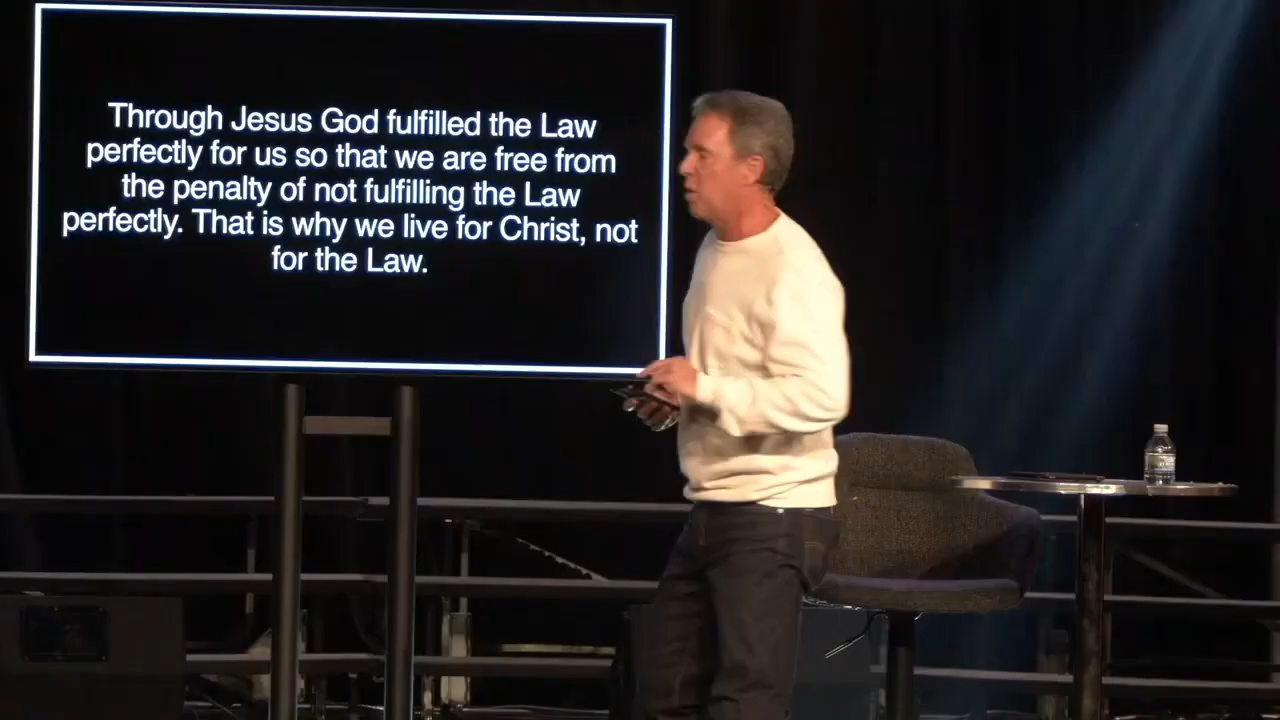 Through Jesus God fulfilled the Law
perfectly for us so that we are free from
the penalty of not fulfilling the Law
perfectly. That is why we live for Christ, not
for the Law.